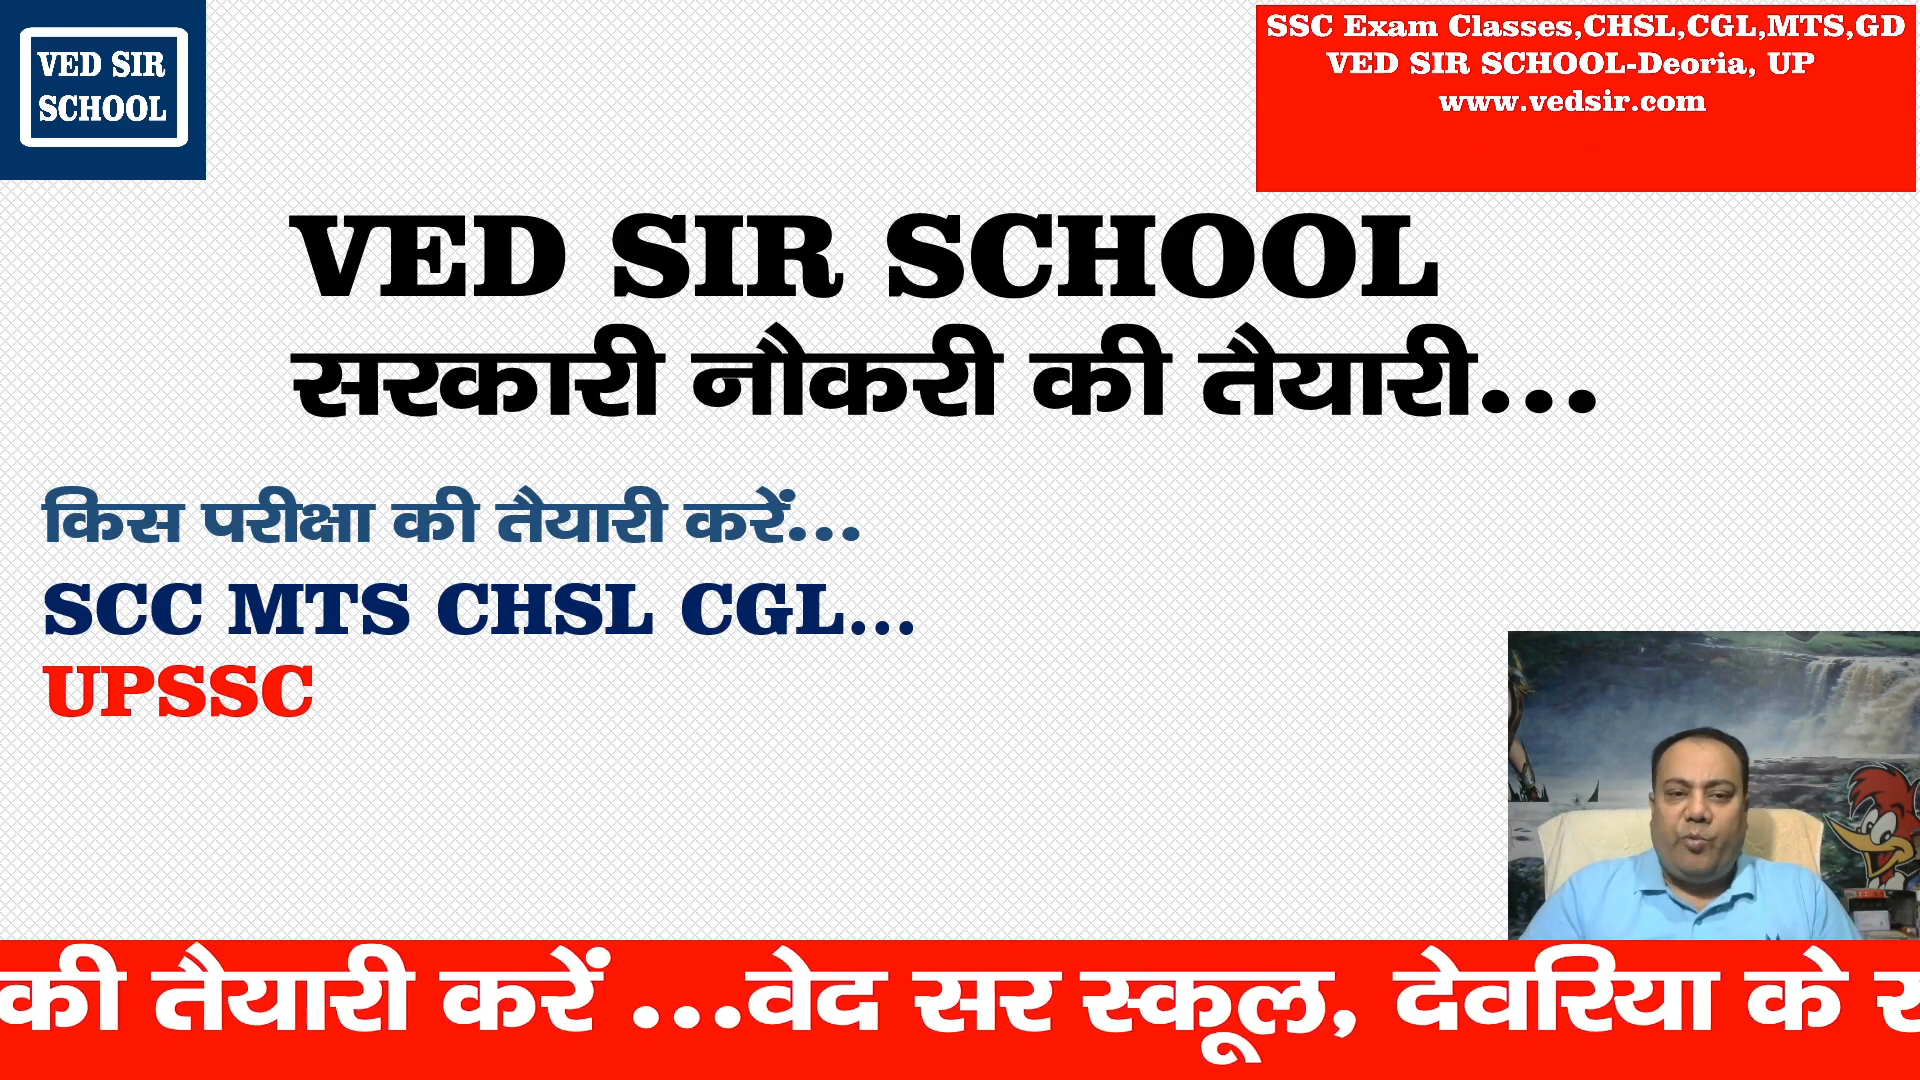 VED SIR
SCHOOL
SSC Exam Classes,CHSL,CGL,MTS,GD
VED SIR SCHOOL-Deoria, UP
www.vedsir.com
VED SIR SCHOOL
सरकारी नौकरी की तैयारी...
किस परीक्षा की तैयारी करें...
SCC MTS CHSL CGL...
UPSSC
की तैयारी करें ...वेद सर स्कूल, देवरिया के